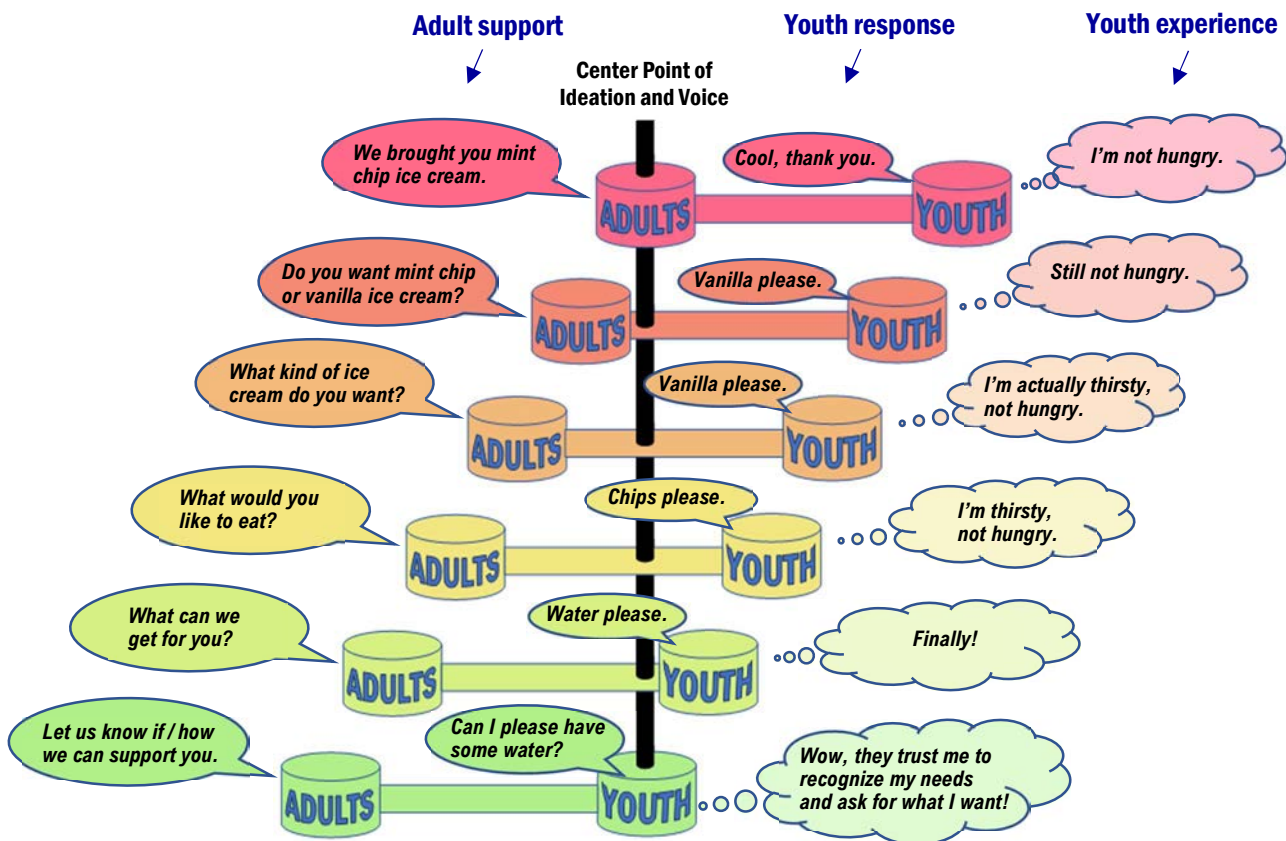 Adult support
Youth response
Youth experience
Center Point of
Ideation and Voice
We brought you mint
chip ice cream.
Cool, thank you.
I'm not hungry.
ADULTS
YOUTH
Do you want mint chip
or vanilla ice cream?
Vanilla please.
Still not hungry.
ADULTS
YOUTH
What kind of ice
cream do you want?
Vanilla please.
I'm actually thirsty,
not hungry.
ADULTS
YOUTH
What would you
like to eat?
Chips please.
I'm thirsty,
not hungry.
ADULTS
YOUTH
What can we
get for you?
Water please.
Finally!
ADULTS
YOUTH
Let us know if / how
we can support you.
Can I please have
some water?
Wow, they trust me to
recognize my needs
and ask for what I want!
ADULTS
YOUTH